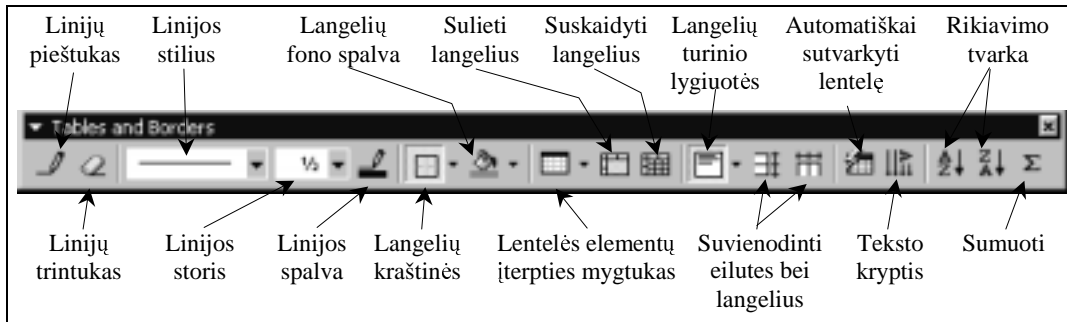 Linijų pieštukas
Linijos stilius
Langelių fono spalva
Sulieti langelius
Suskaidyti langelius
Langelių turinio lygiuotės
Automatiškai sutvarkyti lentelę
Rikiavimo tvarka
Tables and Borders
½
A Z
Z A
Σ
Linijų trintukas
Linijos storis
Linijos spalva
Langelių kraštinės
Lentelės elementų įterpties mygtukas
Suvienodinti eilutes bei langelius
Teksto kryptis
Sumuoti